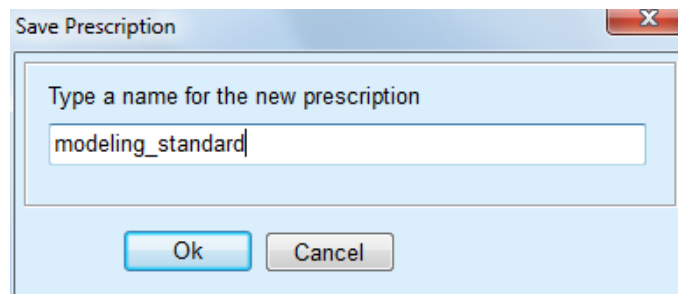 Save Prescription
Type a name for the new prescription
modeling_standard
Ok Cancel